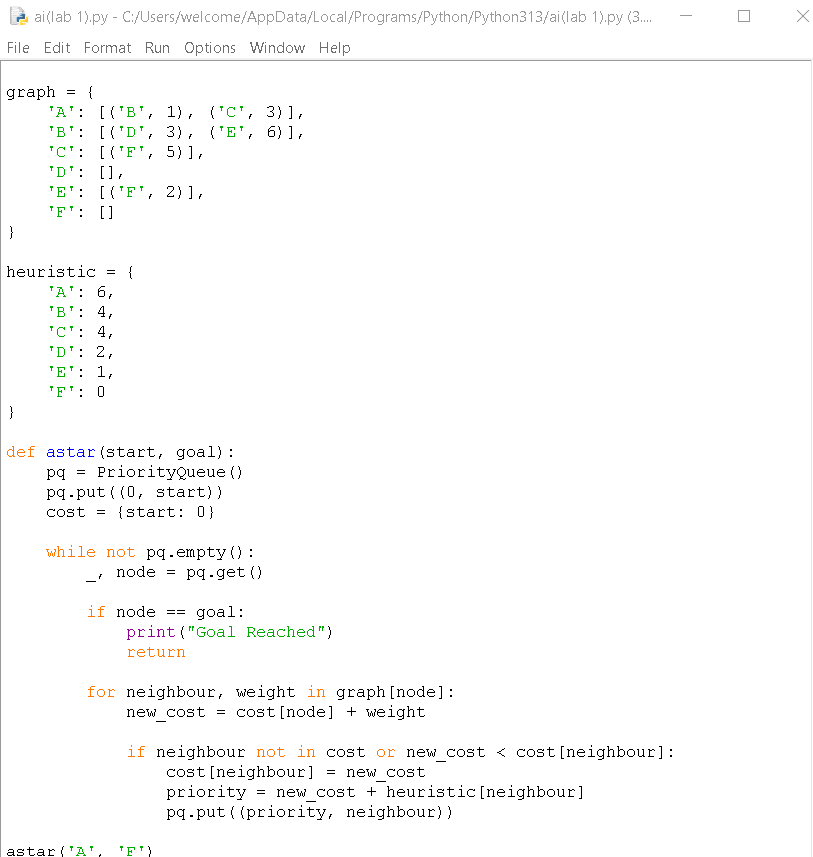 ai(lab 1).py - C:/Users/welcome/AppData/Local/Programs/Python/Python313/ai(lab 1).py (3....
File Edit Format Run Options Window Help
graph = {
    'A': [('B', 1), ('C', 3)],
    'B': [('D', 3), ('E', 6)],
    'C': [('F', 5)],
    'D': [],
    'E': [('F', 2)],
    'F': []
}
heuristic = {
    'A': 6,
    'B': 4,
    'C': 4,
    'D': 2,
    'E': 1,
    'F': 0
}
def astar(start, goal):
    pq = PriorityQueue()
    pq.put((0, start))
    cost = {start: 0}
    while not pq.empty():
        _, node = pq.get()
        if node == goal:
            print("Goal Reached")
            return
        for neighbour, weight in graph[node]:
            new_cost = cost[node] + weight
            if neighbour not in cost or new_cost < cost[neighbour]:
                cost[neighbour] = new_cost
                priority = new_cost + heuristic[neighbour]
                pq.put((priority, neighbour))
astar('A', 'F')